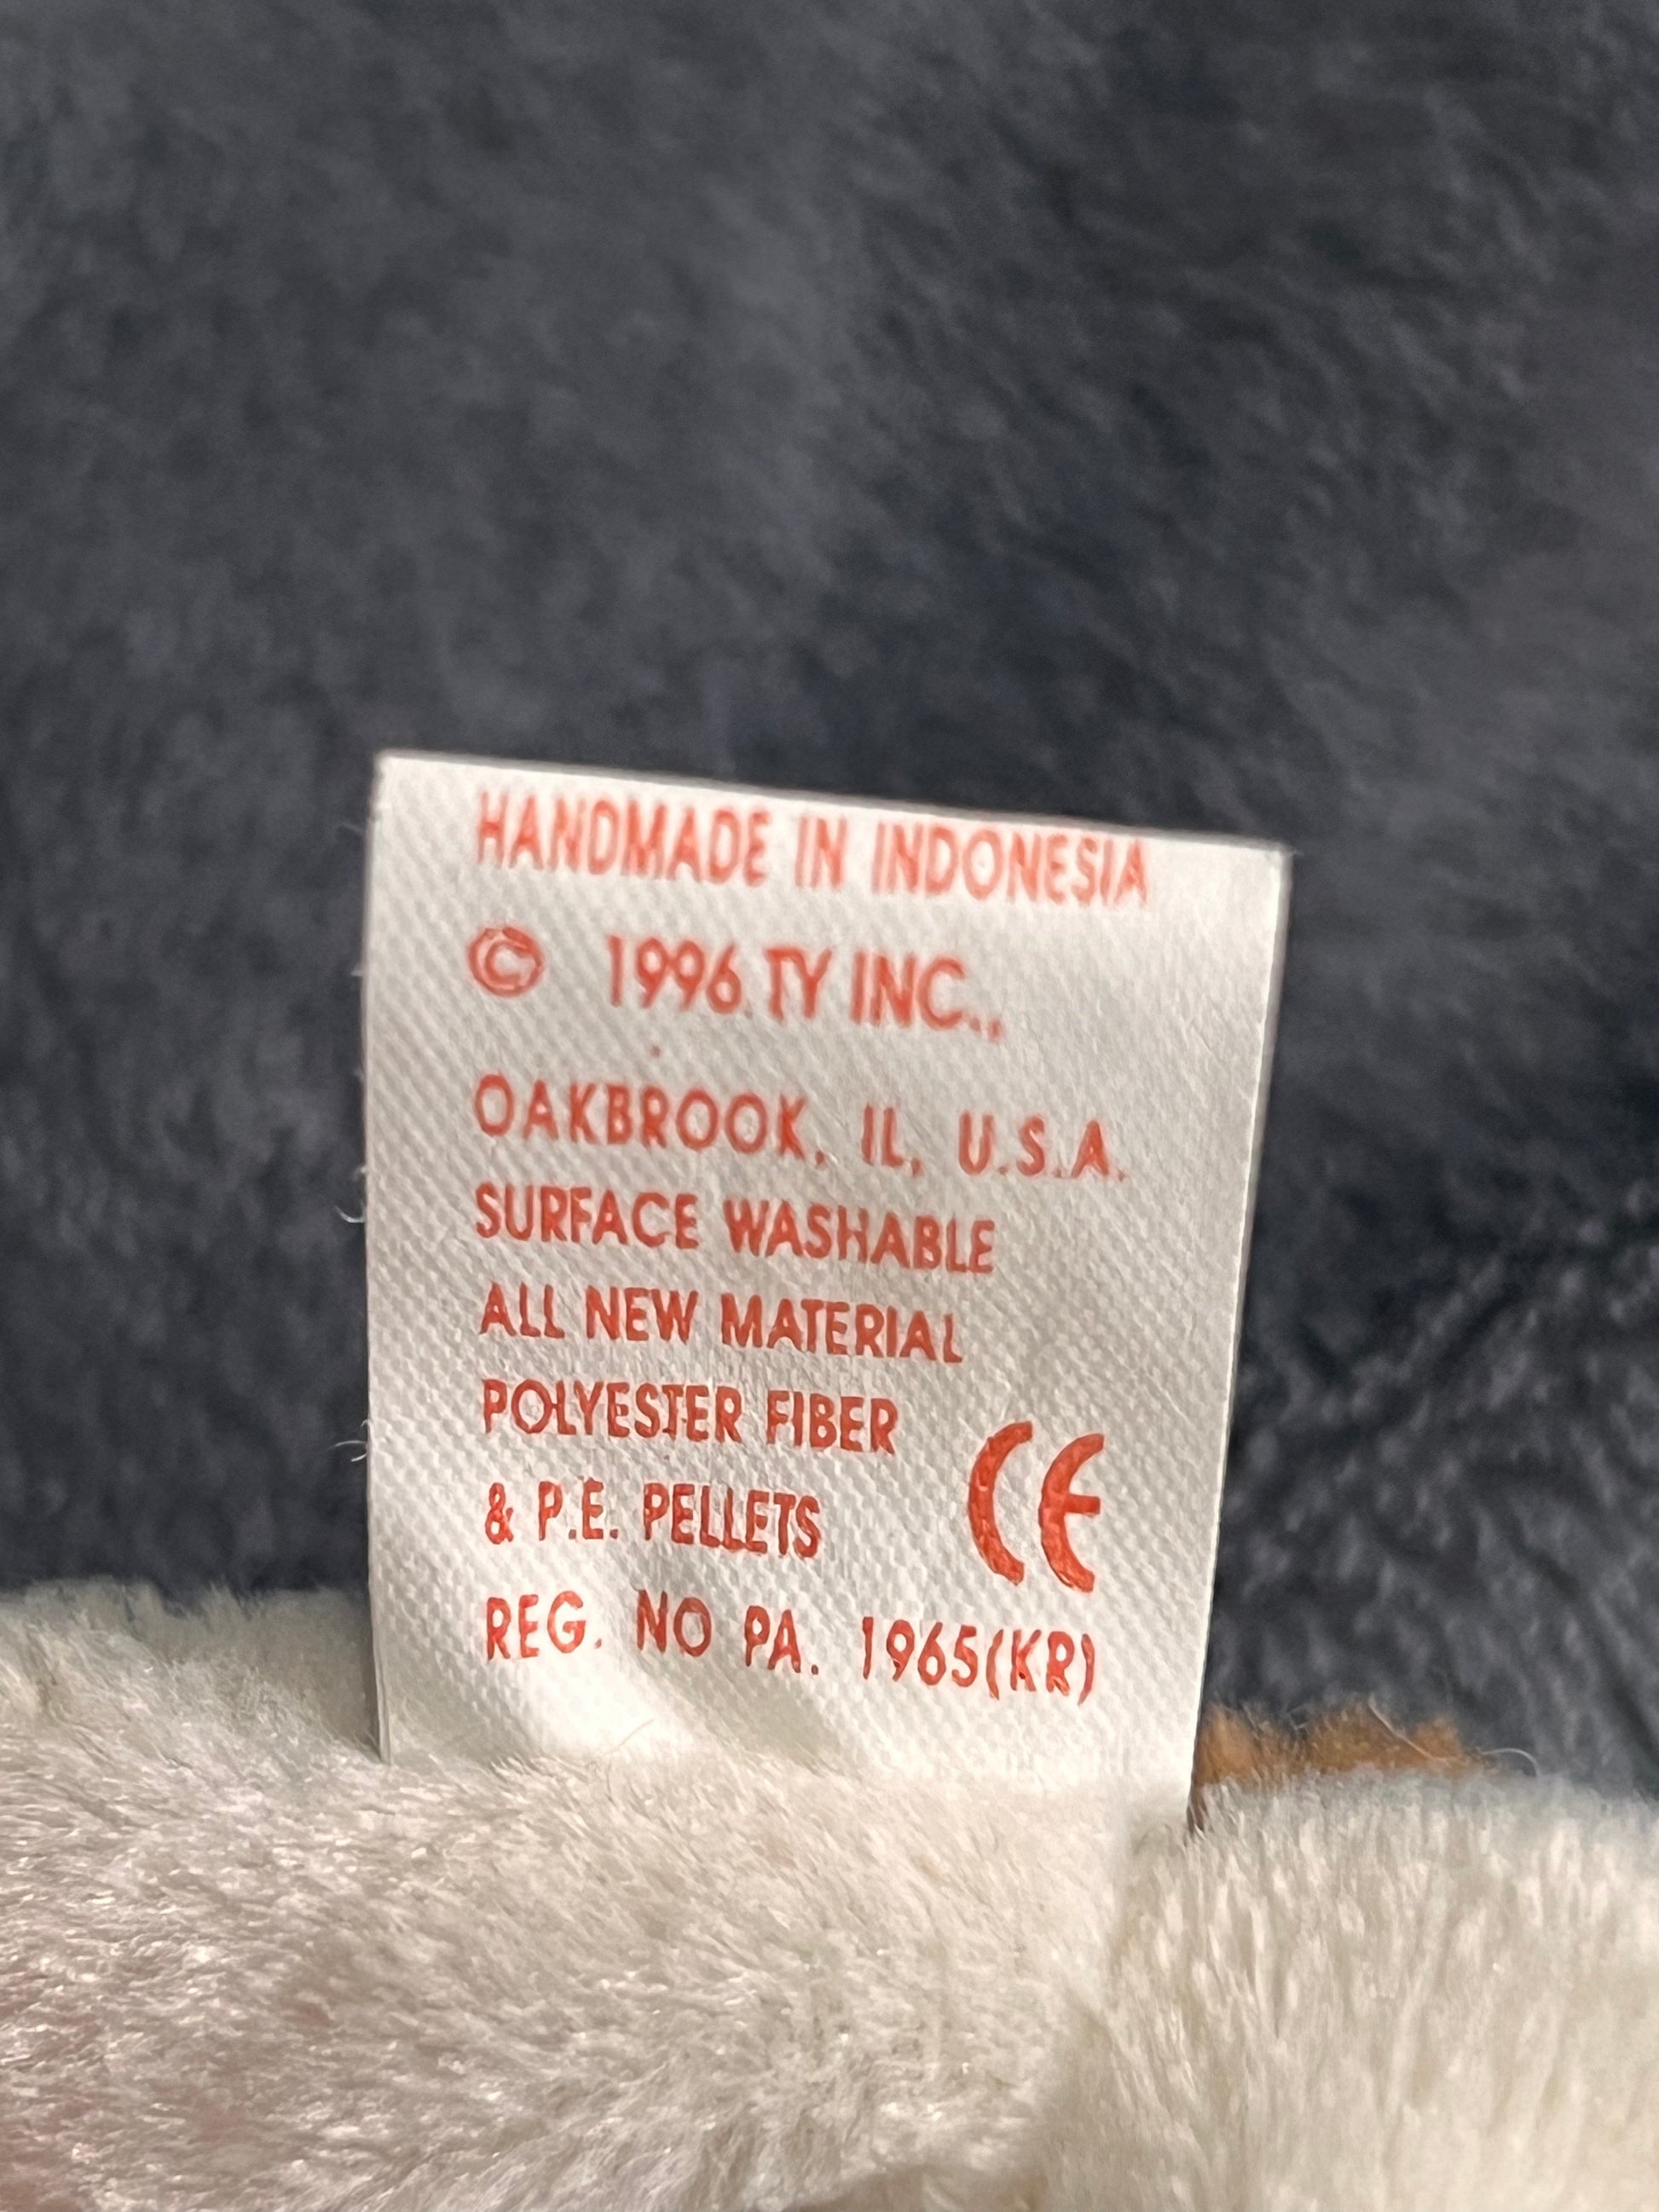 HANDMADE IN INDONESIA
© 1996 TY INC.,
OAKBROOK, IL, U.S.A.
SURFACE WASHABLE
ALL NEW MATERIAL
POLYESTER FIBER
& P.E. PELLETS CE
REG. NO PA. 1965(KR)